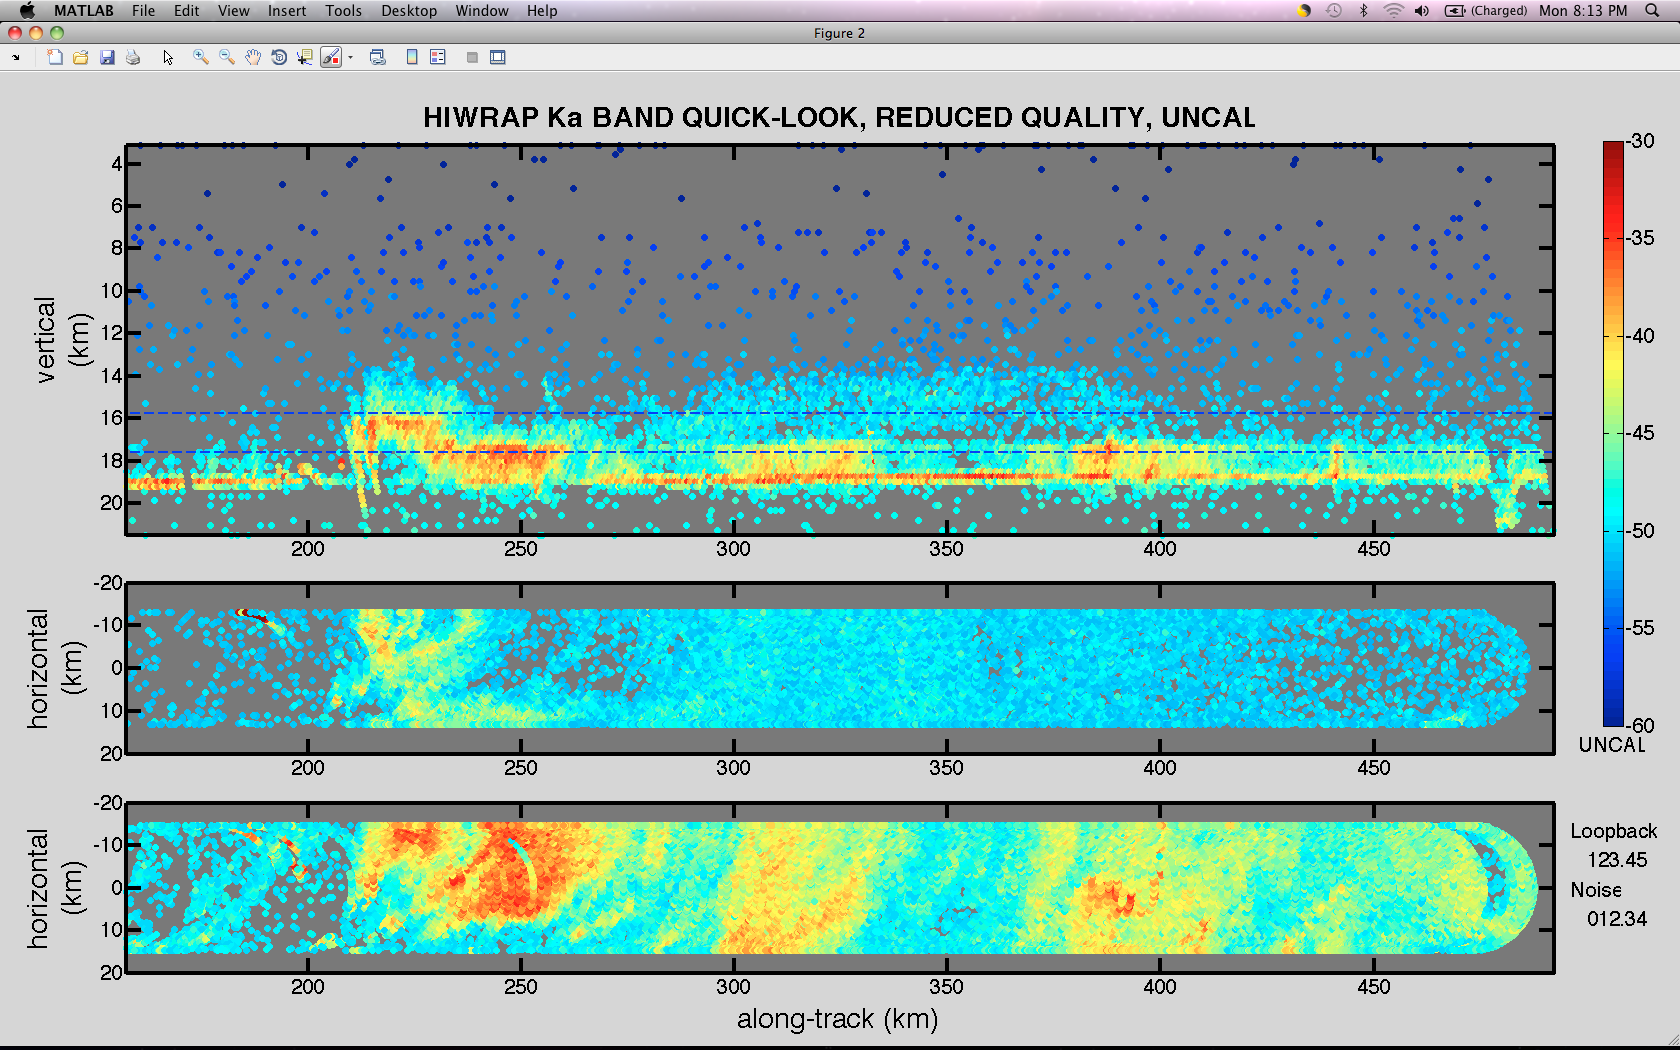 MATLAB File Edit View Insert Tools Desktop Window Help (Charged) Mon 8:13 PM
Figure 2
HIWRAP Ka BAND QUICK-LOOK, REDUCED QUALITY, UNCAL
vertical
(km)
4
6
8
10
12
14
16
18
20
200 250 300 350 400 450
-30
-35
-40
-45
-50
-55
-60
UNCAL
horizontal
(km)
-20
-10
0
10
20
200 250 300 350 400 450
horizontal
(km)
-20
-10
0
10
20
200 250 300 350 400 450
along-track (km)
Loopback
123.45
Noise
012.34